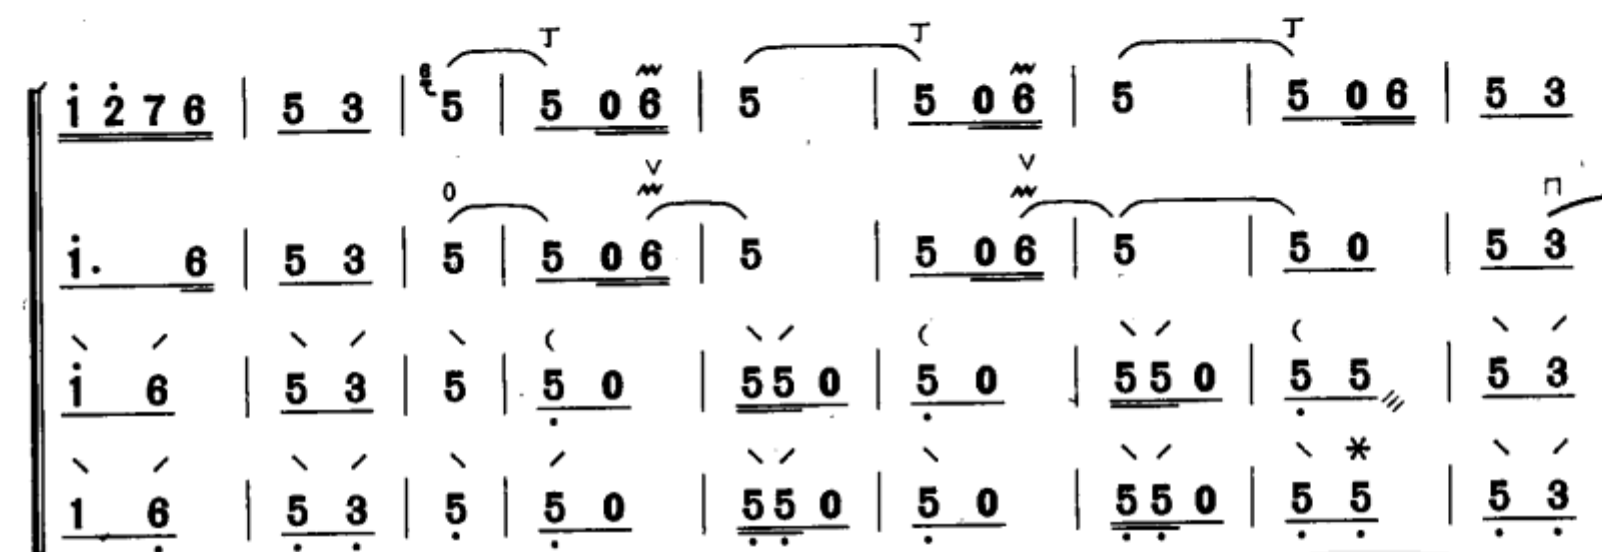 i̇ 2̇ 7 6 | 5 3 | 5 | 5 0 6 | 5 | 5 0 6 | 5 | 5 0 6 | 5 3
i̇. 6 | 5 3 | 5 | 5 0 6 | 5 | 5 0 6 | 5 | 5 0 | 5 3
i̇ 6 | 5 3 | 5 | 5̣ 0 | 5 5 0 | 5̣ 0 | 5 5 0 | 5̣ 5 | 5 3
1 6̣ | 5̣ 3̣ | 5̣ | 5̣ 0 | 5̣ 5̣ 0 | 5̣ 0 | 5̣ 5̣ 0 | 5̣ 5̣ | 5̣ 3̣